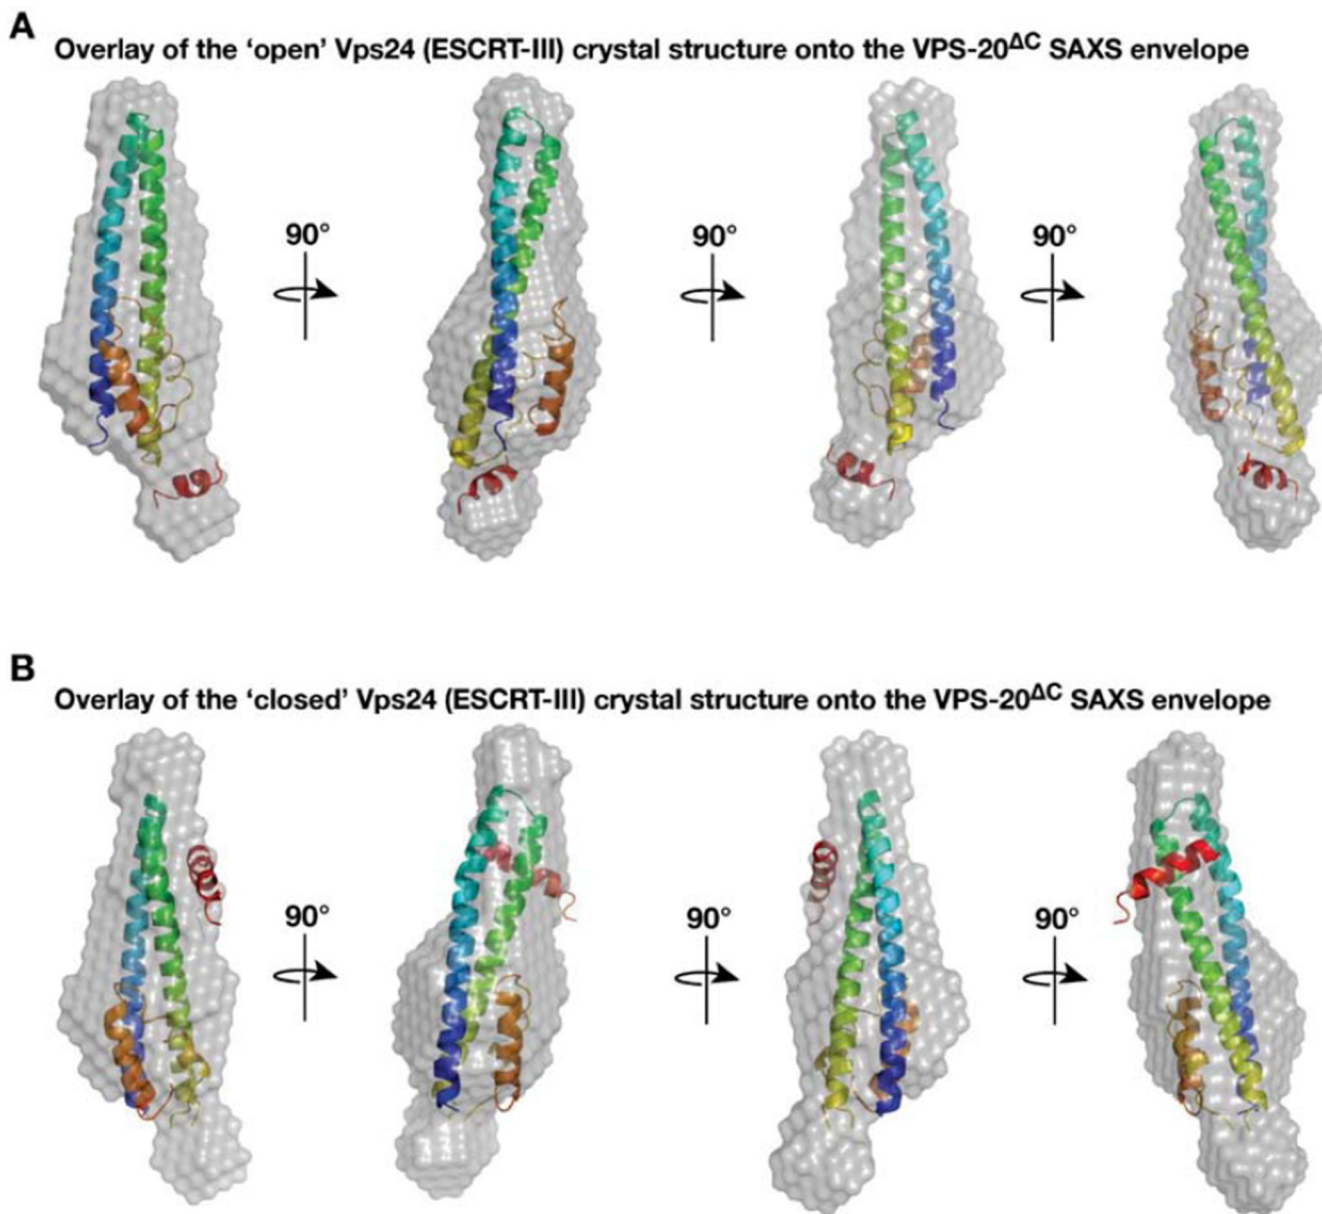 A
Overlay of the ‘open’ Vps24 (ESCRT-III) crystal structure onto the VPS-20ΔC SAXS envelope
90°
90°
90°
B
Overlay of the ‘closed’ Vps24 (ESCRT-III) crystal structure onto the VPS-20ΔC SAXS envelope
90°
90°
90°